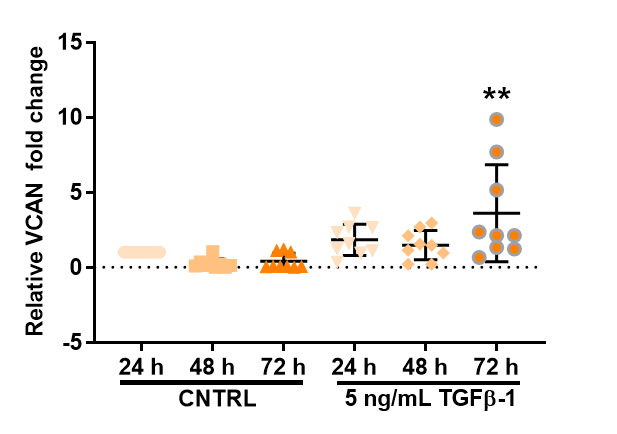 Relative VCAN fold change
15
10
5
0
-5
**
24 h 48 h 72 h 24 h 48 h 72 h
CNTRL 5 ng/mL TGFβ-1